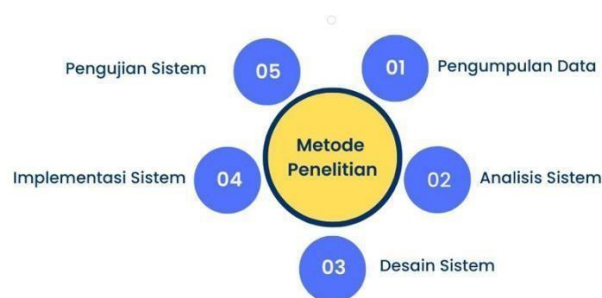 Metode
Penelitian
01
Pengumpulan Data
02
Analisis Sistem
03
Desain Sistem
04
Implementasi Sistem
05
Pengujian Sistem